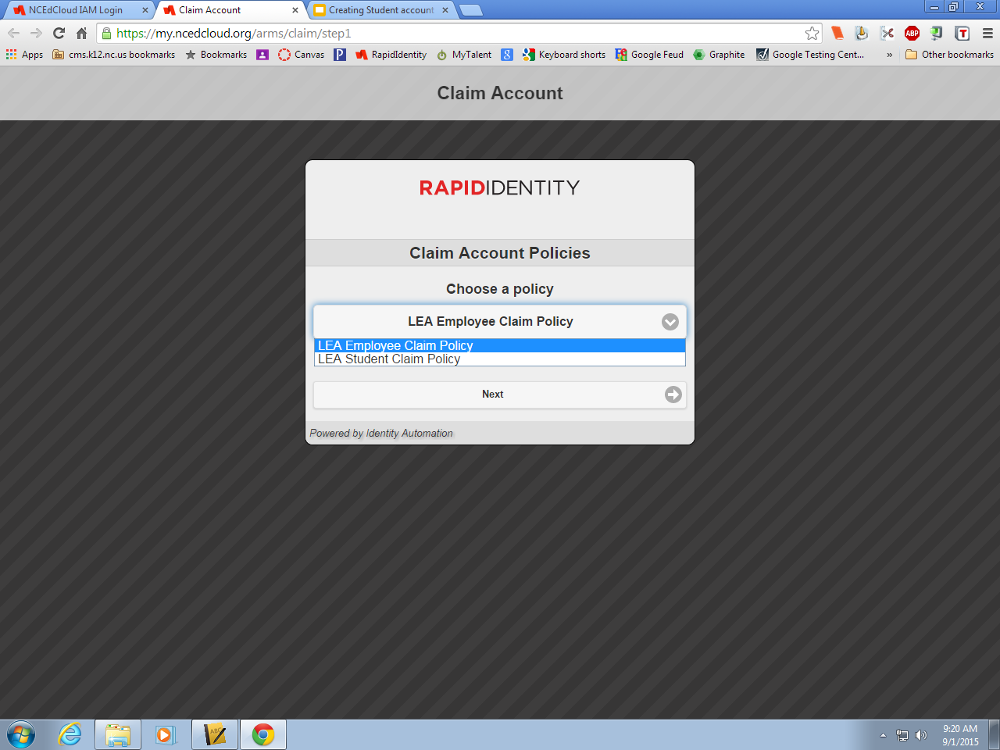 NCEdCloud IAM Login
Claim Account
Creating Student account
https://my.ncedcloud.org/arms/claim/step1
ABP
T
Apps
cms.k12.nc.us bookmarks
Bookmarks
Canvas
P
RapidIdentity
MyTalent
g
Keyboard shorts
Google Feud
Graphite
Google Testing Cent...
»
Other bookmarks
Claim Account
RAPIDIDENTITY
Claim Account Policies
Choose a policy
LEA Employee Claim Policy
LEA Employee Claim Policy
LEA Student Claim Policy
Next
Powered by Identity Automation
9:20 AM
9/1/2015